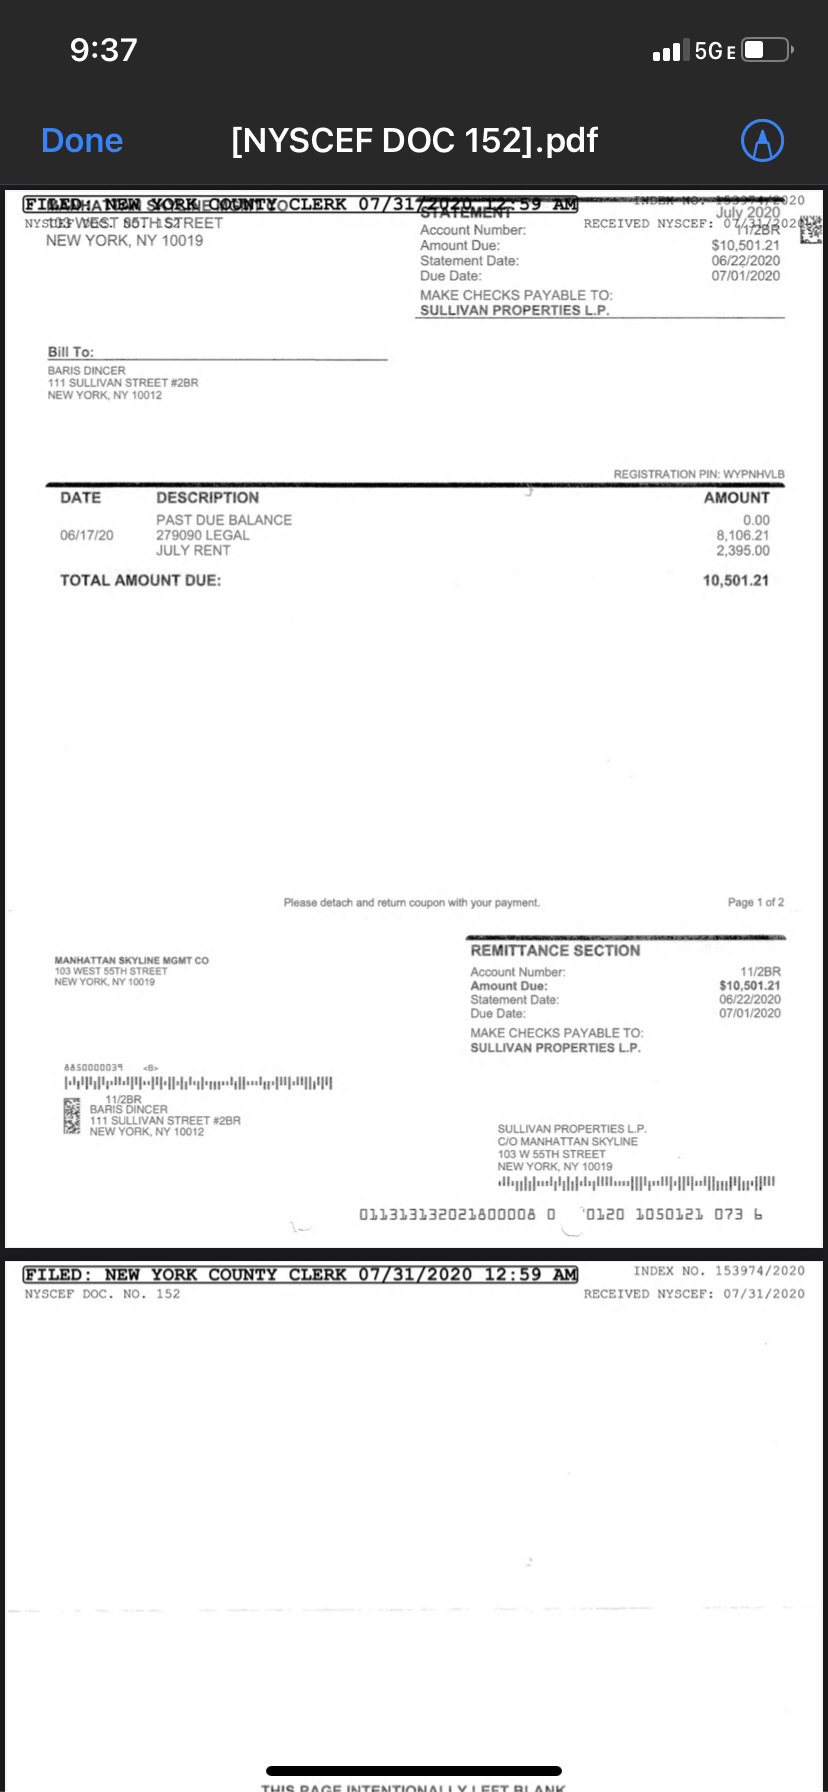 9:37
5GE
Done
[NYSCEF DOC 152].pdf
FILED: NEW YORK COUNTY CLERK 07/31/2020 12:59 AM
INDEX NO. 153974/2020
RECEIVED NYSCEF: 07/31/2020
103 WEST 55TH STREET
NEW YORK, NY 10019
STATEMENT
July 2020
Account Number: 11/2BR
Amount Due: $10,501.21
Statement Date: 06/22/2020
Due Date: 07/01/2020
MAKE CHECKS PAYABLE TO:
SULLIVAN PROPERTIES L.P.
Bill To:
BARIS DINCER
111 SULLIVAN STREET #2BR
NEW YORK, NY 10012
REGISTRATION PIN: WYPNHVLB
DATE DESCRIPTION AMOUNT
PAST DUE BALANCE 0.00
06/17/20 279090 LEGAL 8,106.21
JULY RENT 2,395.00
TOTAL AMOUNT DUE: 10,501.21
Please detach and return coupon with your payment.
Page 1 of 2
MANHATTAN SKYLINE MGMT CO
103 WEST 55TH STREET
NEW YORK, NY 10019
REMITTANCE SECTION
Account Number: 11/2BR
Amount Due: $10,501.21
Statement Date: 06/22/2020
Due Date: 07/01/2020
MAKE CHECKS PAYABLE TO:
SULLIVAN PROPERTIES L.P.
8850000039 <B>
11/2BR
BARIS DINCER
111 SULLIVAN STREET #2BR
NEW YORK, NY 10012
SULLIVAN PROPERTIES L.P.
C/O MANHATTAN SKYLINE
103 W 55TH STREET
NEW YORK, NY 10019
011313132021800008 0 0120 1050121 073 6
FILED: NEW YORK COUNTY CLERK 07/31/2020 12:59 AM
INDEX NO. 153974/2020
NYSCEF DOC. NO. 152
RECEIVED NYSCEF: 07/31/2020
THIS PAGE INTENTIONALLY LEFT BLANK